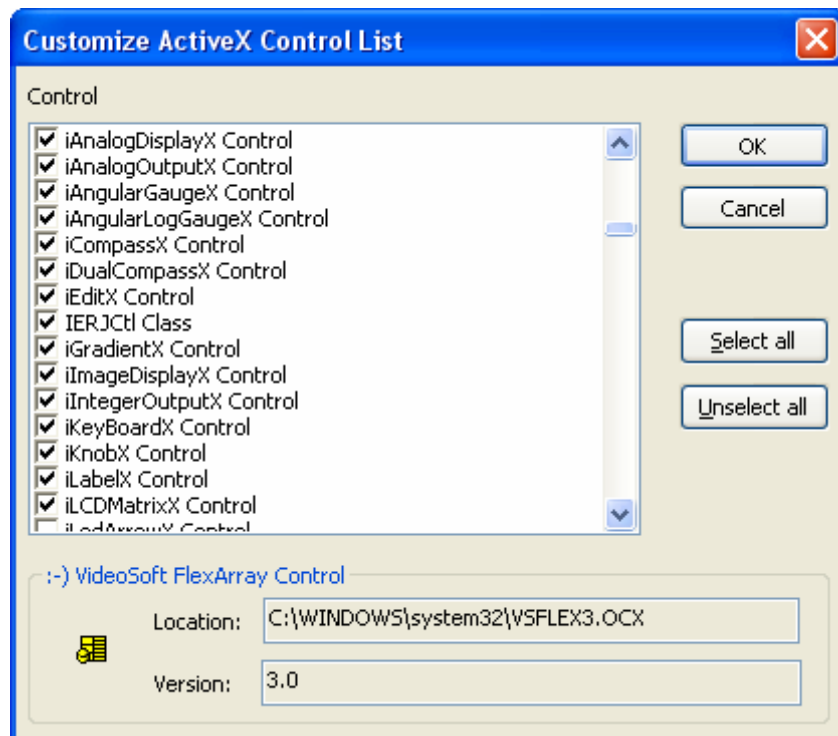 Customize ActiveX Control List
Control
iAnalogDisplayX Control
iAnalogOutputX Control
iAngularGaugeX Control
iAngularLogGaugeX Control
iCompassX Control
iDualCompassX Control
iEditX Control
IERJCtl Class
iGradientX Control
iImageDisplayX Control
iIntegerOutputX Control
iKeyBoardX Control
iKnobX Control
iLabelX Control
iLCDMatrixX Control
iLedArrowX Control
OK
Cancel
Select all
Unselect all
:-) VideoSoft FlexArray Control
Location: C:\WINDOWS\system32\VSFLEX3.OCX
Version: 3.0